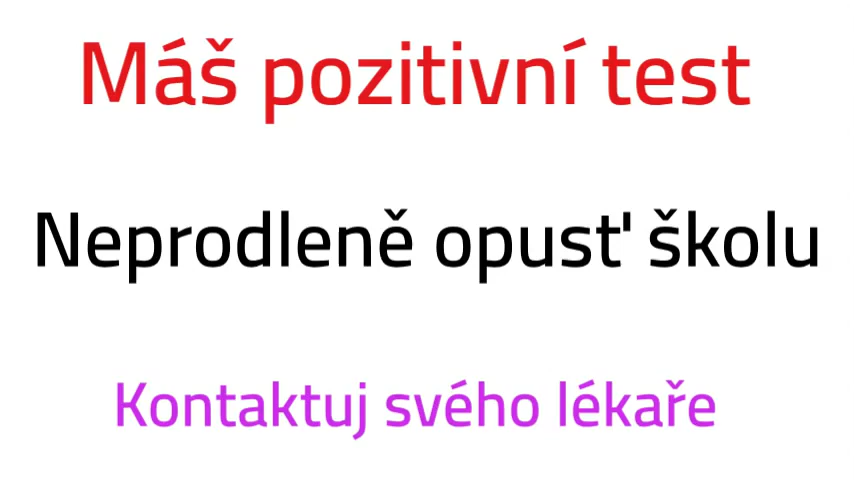 Máš pozitivní test
Neprodleně opusť školu
Kontaktuj svého lékaře